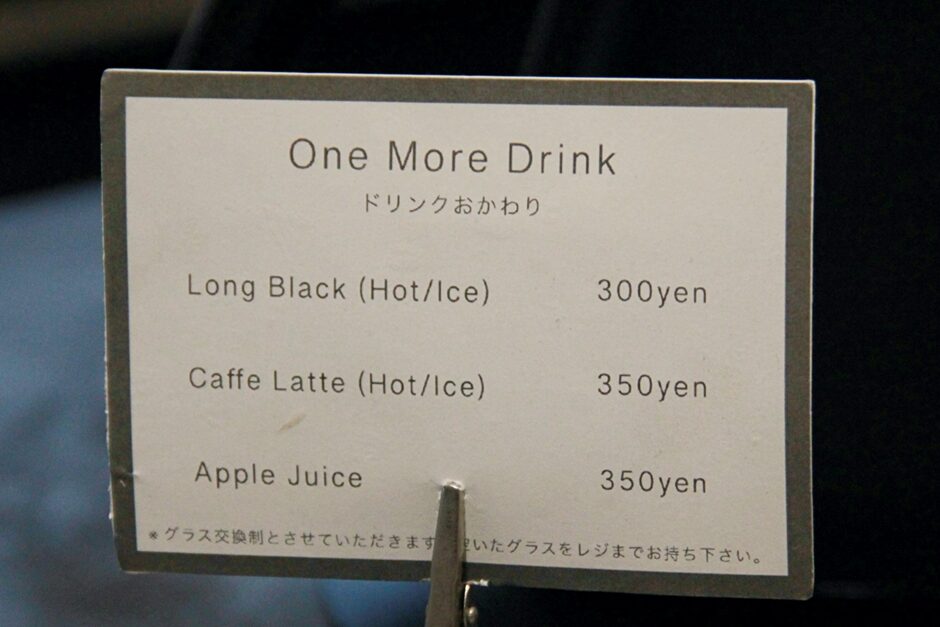 One More Drink
ドリンクおかわり
Long Black (Hot/Ice) 300yen
Caffe Latte (Hot/Ice) 350yen
Apple Juice 350yen
※グラス交換制とさせていただきます 空いたグラスをレジまでお持ち下さい。